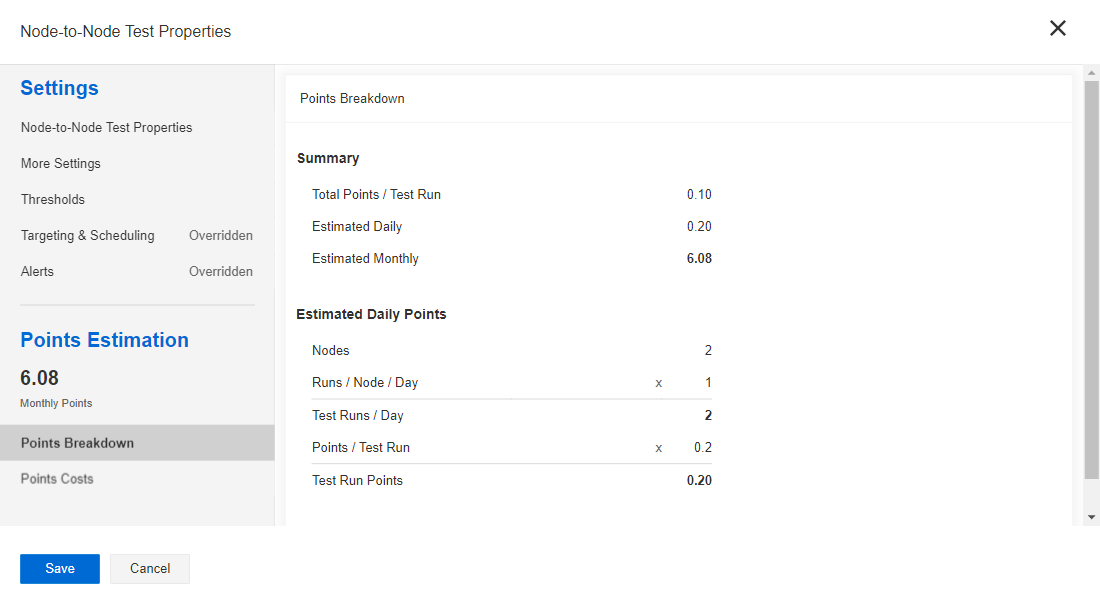 Node-to-Node Test Properties
Settings
Node-to-Node Test Properties
More Settings
Thresholds
Targeting & Scheduling Overridden
Alerts Overridden
Points Estimation
6.08
Monthly Points
Points Breakdown
Points Costs
Points Breakdown
Summary
Total Points / Test Run 0.10
Estimated Daily 0.20
Estimated Monthly 6.08
Estimated Daily Points
Nodes 2
Runs / Node / Day x 1
Test Runs / Day 2
Points / Test Run x 0.2
Test Run Points 0.20
Save Cancel